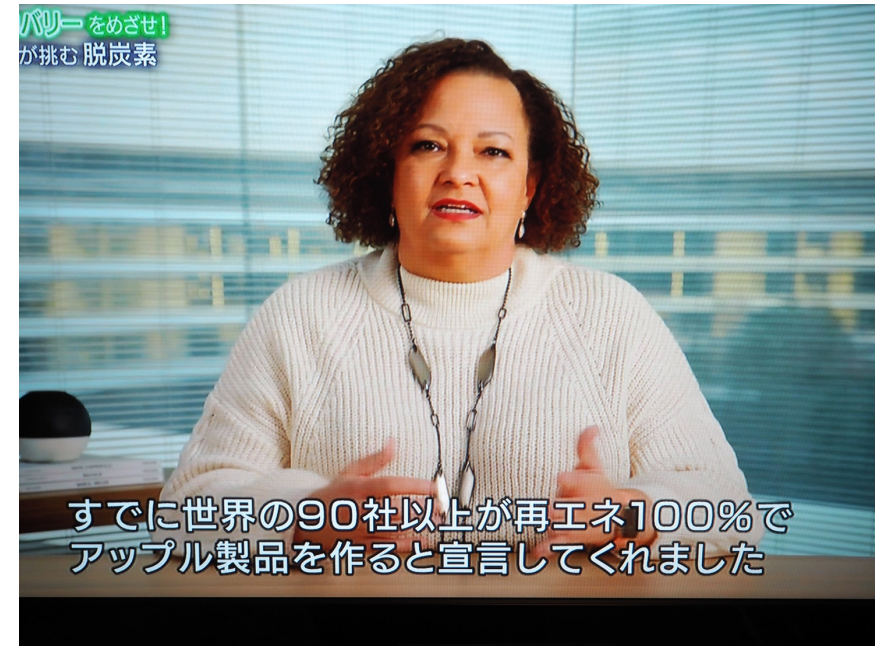 バリーをめざせ!
が挑む脱炭素
すでに世界の90社以上が再エネ100%で
アップル製品を作ると宣言してくれました